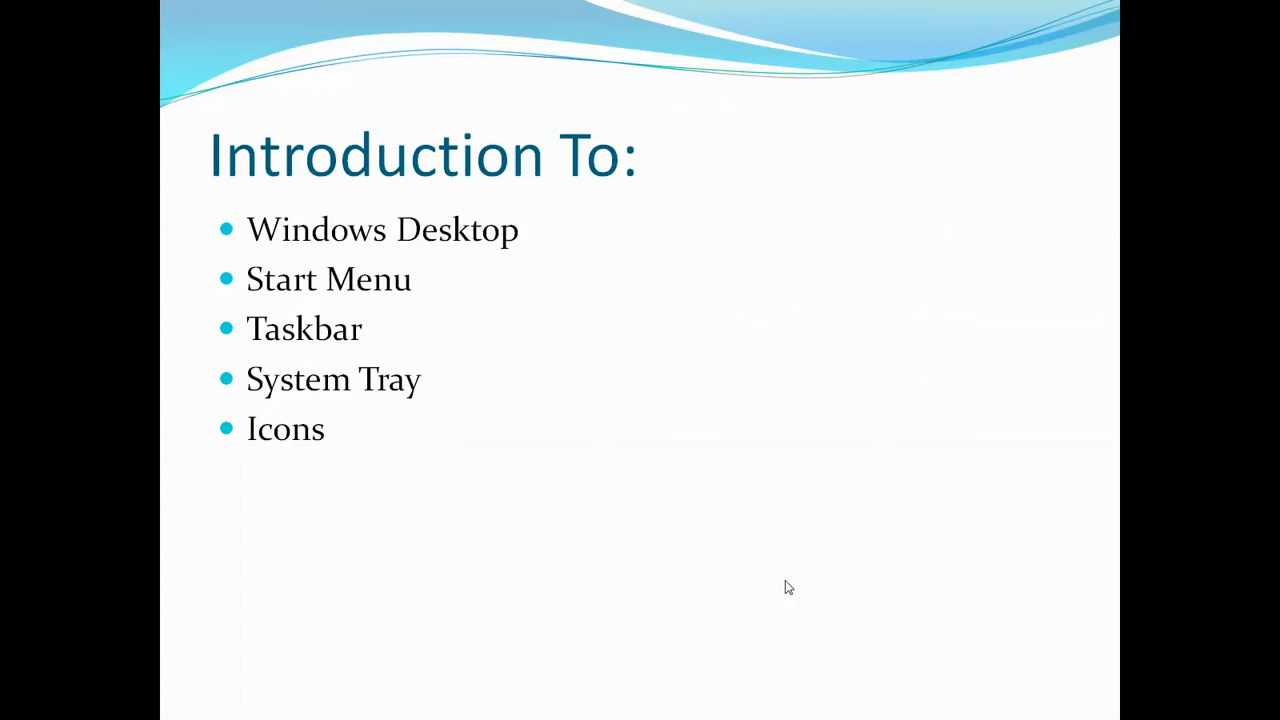 Introduction To:
Windows Desktop
Start Menu
Taskbar
System Tray
Icons